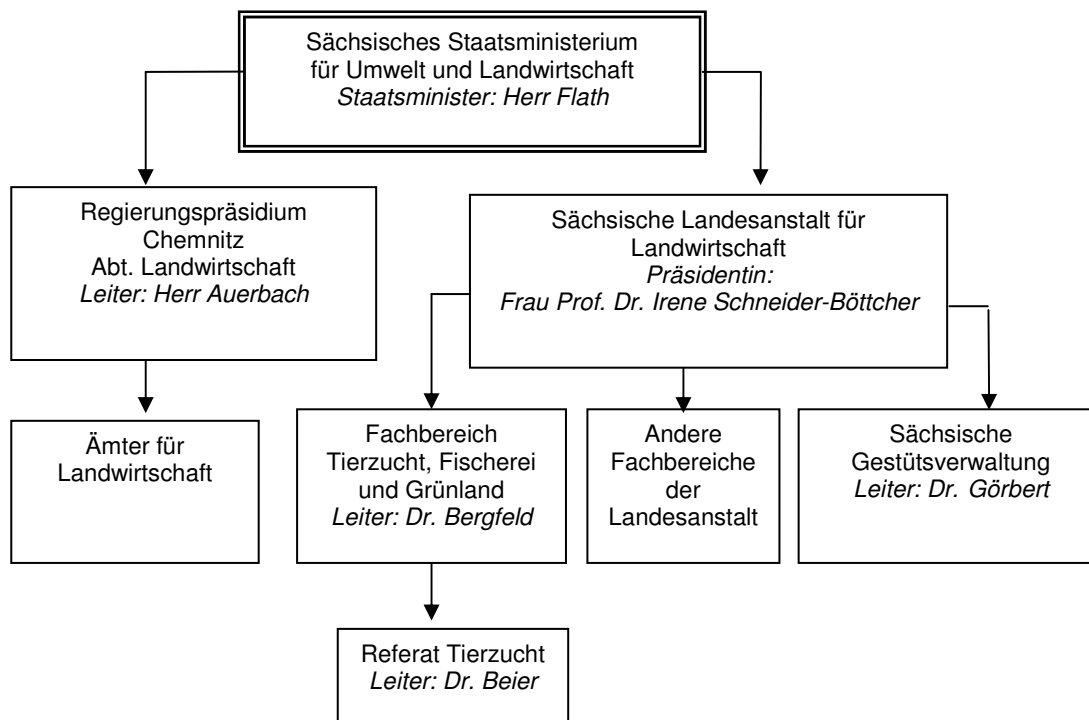 Sächsisches Staatsministerium
für Umwelt und Landwirtschaft
Staatsminister: Herr Flath
Regierungspräsidium
Chemnitz
Abt. Landwirtschaft
Leiter: Herr Auerbach
Sächsische Landesanstalt für
Landwirtschaft
Präsidentin:
Frau Prof. Dr. Irene Schneider-Böttcher
Ämter für
Landwirtschaft
Fachbereich
Tierzucht, Fischerei
und Grünland
Leiter: Dr. Bergfeld
Andere
Fachbereiche
der
Landesanstalt
Sächsische
Gestütsverwaltung
Leiter: Dr. Görbert
Referat Tierzucht
Leiter: Dr. Beier